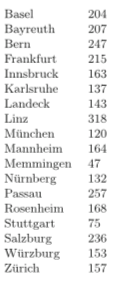 Basel 204
Bayreuth 207
Bern 247
Frankfurt 215
Innsbruck 163
Karlsruhe 137
Landeck 143
Linz 318
München 120
Mannheim 164
Memmingen 47
Nürnberg 132
Passau 257
Rosenheim 168
Stuttgart 75
Salzburg 236
Würzburg 153
Zürich 157